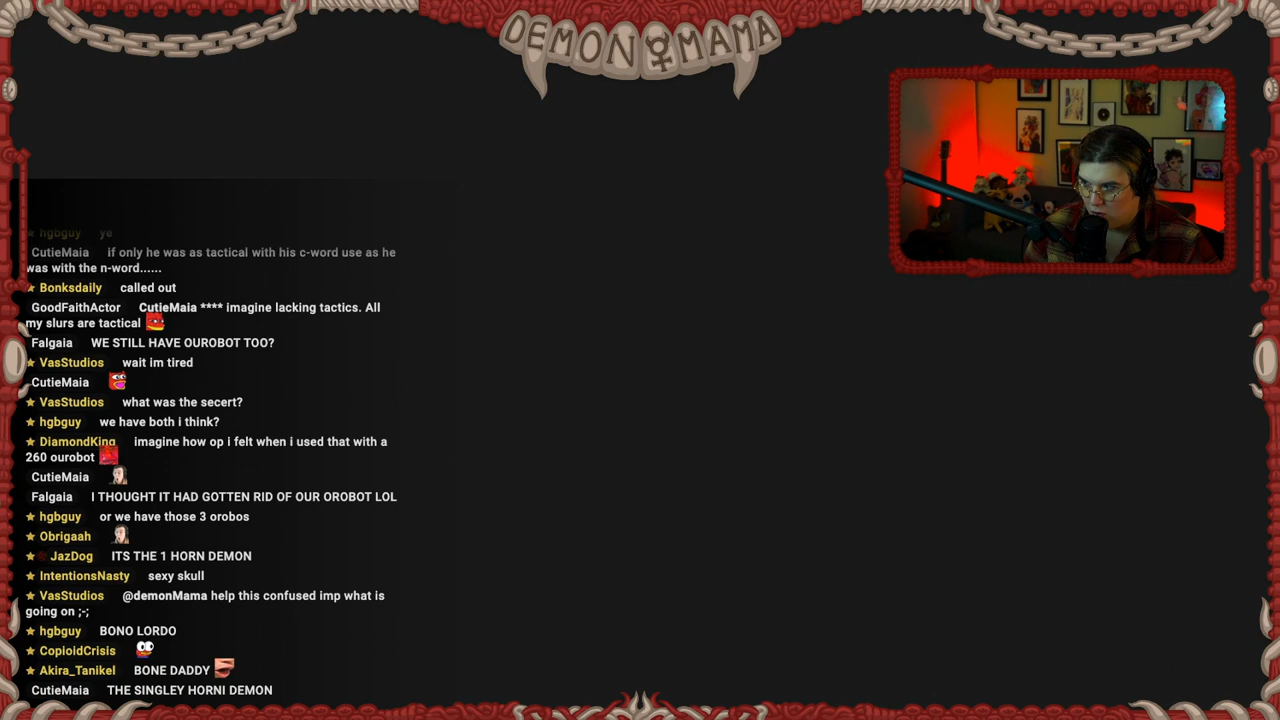 DEMON MAMA
hgbguy ye
CutieMaia if only he was as tactical with his c-word use as he
was with the n-word......
Bonksdaily called out
GoodFaithActor CutieMaia **** imagine lacking tactics. All
my slurs are tactical
Falgaia WE STILL HAVE OUROBOT TOO?
VasStudios wait im tired
CutieMaia
VasStudios what was the secert?
hgbguy we have both i think?
DiamondKing imagine how op i felt when i used that with a
260 ourobot
CutieMaia
Falgaia I THOUGHT IT HAD GOTTEN RID OF OUR OROBOT LOL
hgbguy or we have those 3 orobos
Obrigaah
JazDog ITS THE 1 HORN DEMON
IntentionsNasty sexy skull
VasStudios @demonMama help this confused imp what is
going on ;-;
hgbguy BONO LORDO
CopioidCrisis
Akira_Tanikel BONE DADDY
CutieMaia THE SINGLEY HORNI DEMON